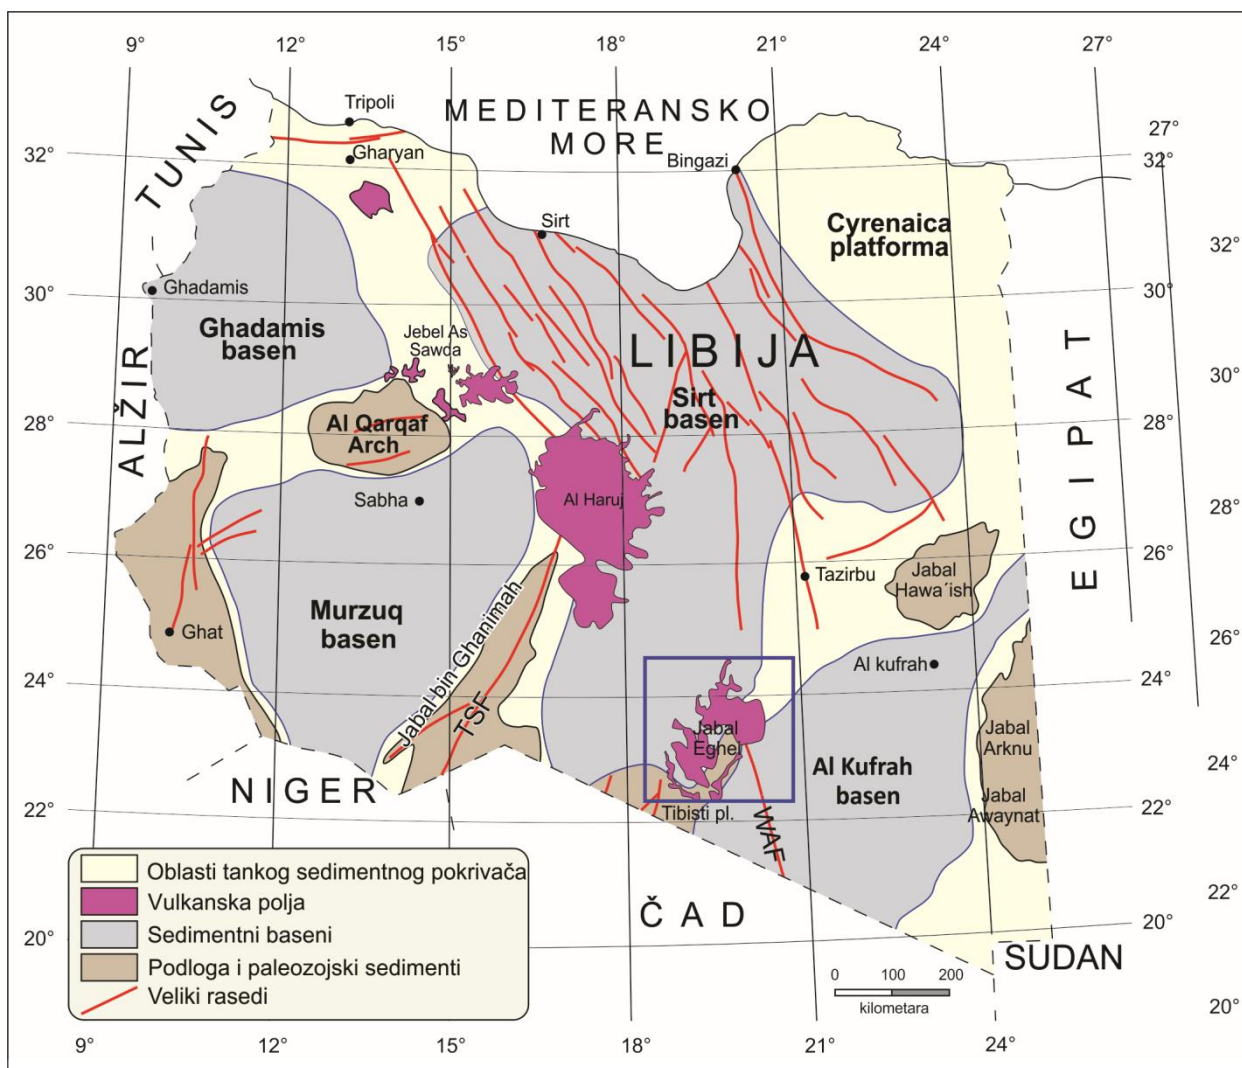 9° 12° 15° 18° 21° 24° 27°
Tripoli
MEDITERANSKO
MORE
TUNIS
Gharyan
Bingazi
27°
32°
32°
Sirt
Cyrenaica
platforma
32°
Ghadamis
30°
30°
Ghadamis
basen
Jebel As
Sawda
LIBIJA
ALŽIR
EGIPAT
30°
Sirt
basen
28°
28°
Al Qarqaf
Arch
Sabha
Al Haruj
28°
26°
26°
Tazirbu
Jabal
Hawa´ish
Murzuq
basen
Jabal bin Ghanimah
Ghat
26°
Al kufrah
24°
24°
TSF
Jabal
Eghei
Jabal
Arknu
24°
NIGER
Al Kufrah
basen
22°
22°
Tibisti pl.
WAF
Jabal
Awaynat
Oblasti tankog sedimentnog pokrivača
Vulkanska polja
Sedimentni baseni
Podloga i paleozojski sedimenti
Veliki rasedi
ČAD
22°
20°
20°
SUDAN
0 100 200
kilometara
20°
9° 12° 15° 18° 21° 24°